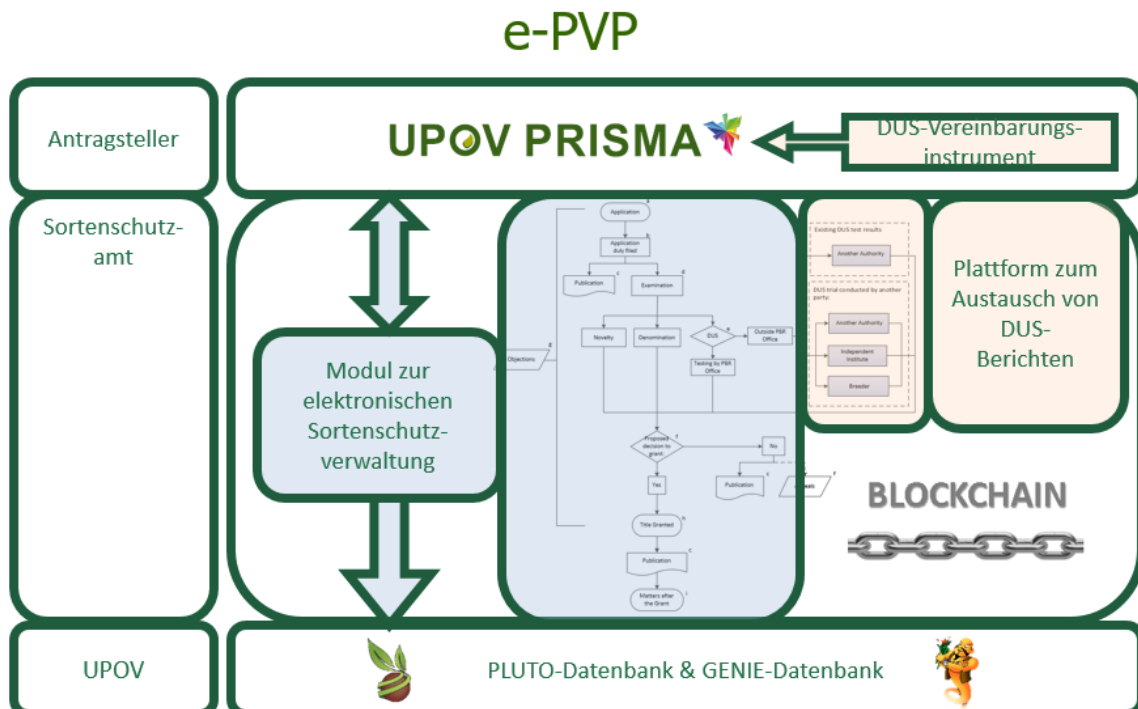 e-PVP
Antragsteller
UPOV PRISMA
DUS-Vereinbarungs-
instrument
Sortenschutz-
amt
Modul zur
elektronischen
Sortenschutz-
verwaltung
Application
a
Application
duly filed
b
Publication
c
Examination
d
Novelty
Denomination
DUS
e
Outside PBR
Office
Testing by PBR
Office
Objections
g
Proposed
decision to
grant:
f
No
Yes
Publication
c
Title Granted
h
Publication
c
Matters after
the Grant
i
Existing DUS test results
Another Authority
DUS trial conducted by another
party:
Another Authority
Independent
Institute
Breeder
Plattform zum
Austausch von
DUS-
Berichten
BLOCKCHAIN
UPOV
PLUTO-Datenbank & GENIE-Datenbank